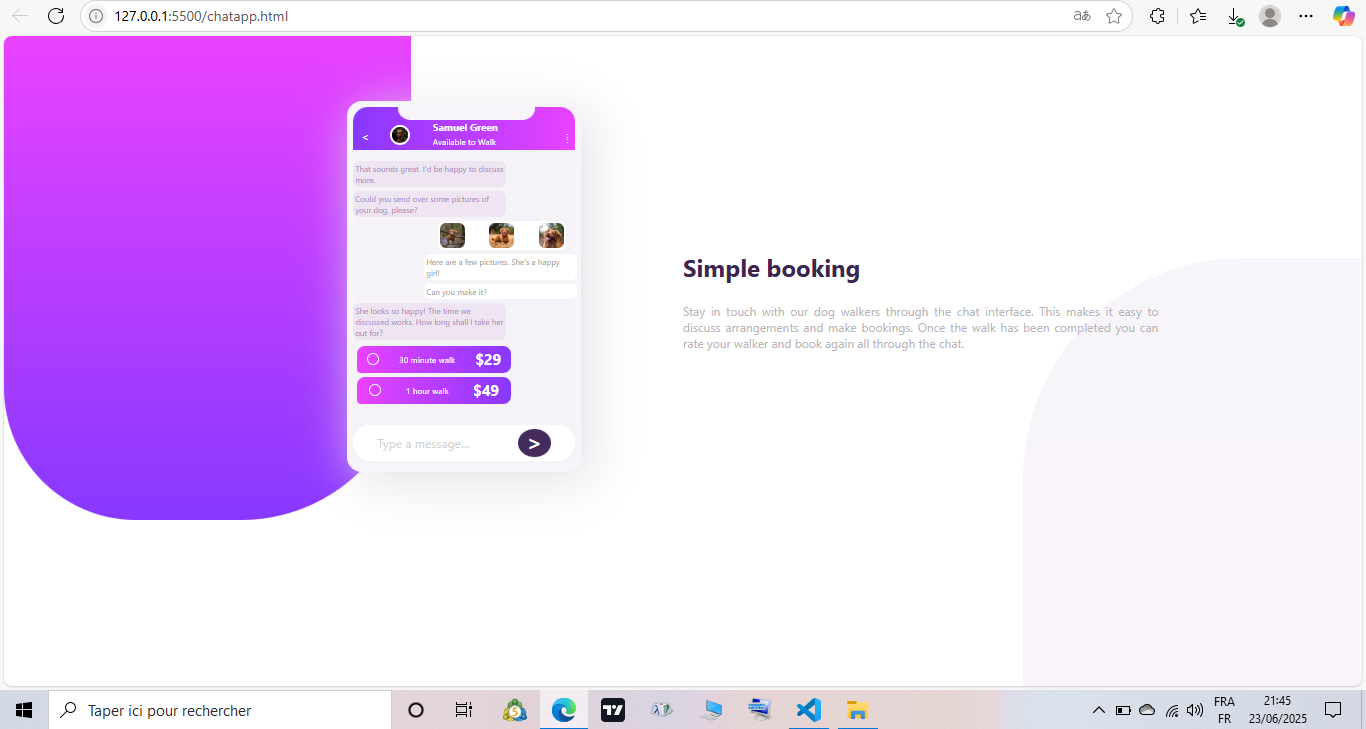 127.0.0.1:5500/chatapp.html
aあ
<
Samuel Green
Available to Walk
That sounds great. I'd be happy to discuss
more.
Could you send over some pictures of
your dog, please?
Here are a few pictures. She's a happy
girl!
Can you make it?
She looks so happy! The time we
discussed works. How long shall I take her
out for?
30 minute walk $29
1 hour walk $49
Type a message...
>
Simple booking
Stay in touch with our dog walkers through the chat interface. This makes it easy to
discuss arrangements and make bookings. Once the walk has been completed you can
rate your walker and book again all through the chat.
Taper ici pour rechercher
FRA
FR
21:45
23/06/2025